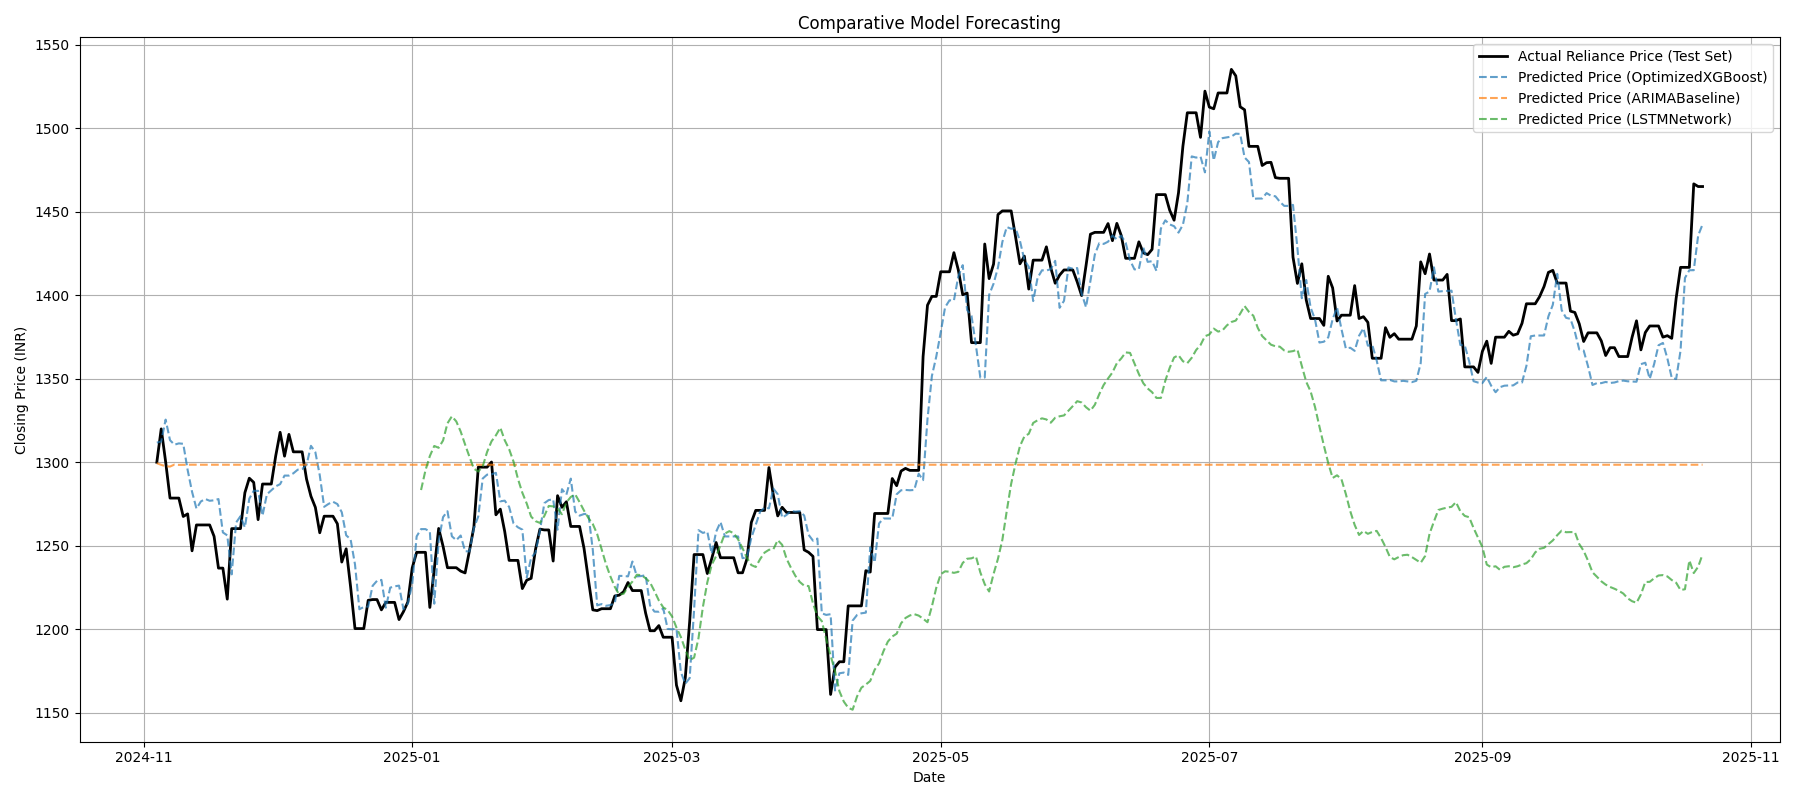 Comparative Model Forecasting
Actual Reliance Price (Test Set)
Predicted Price (OptimizedXGBoost)
Predicted Price (ARIMABaseline)
Predicted Price (LSTMNetwork)
Closing Price (INR)
1550
1500
1450
1400
1350
1300
1250
1200
1150
2024-11 2025-01 2025-03 2025-05 2025-07 2025-09 2025-11
Date